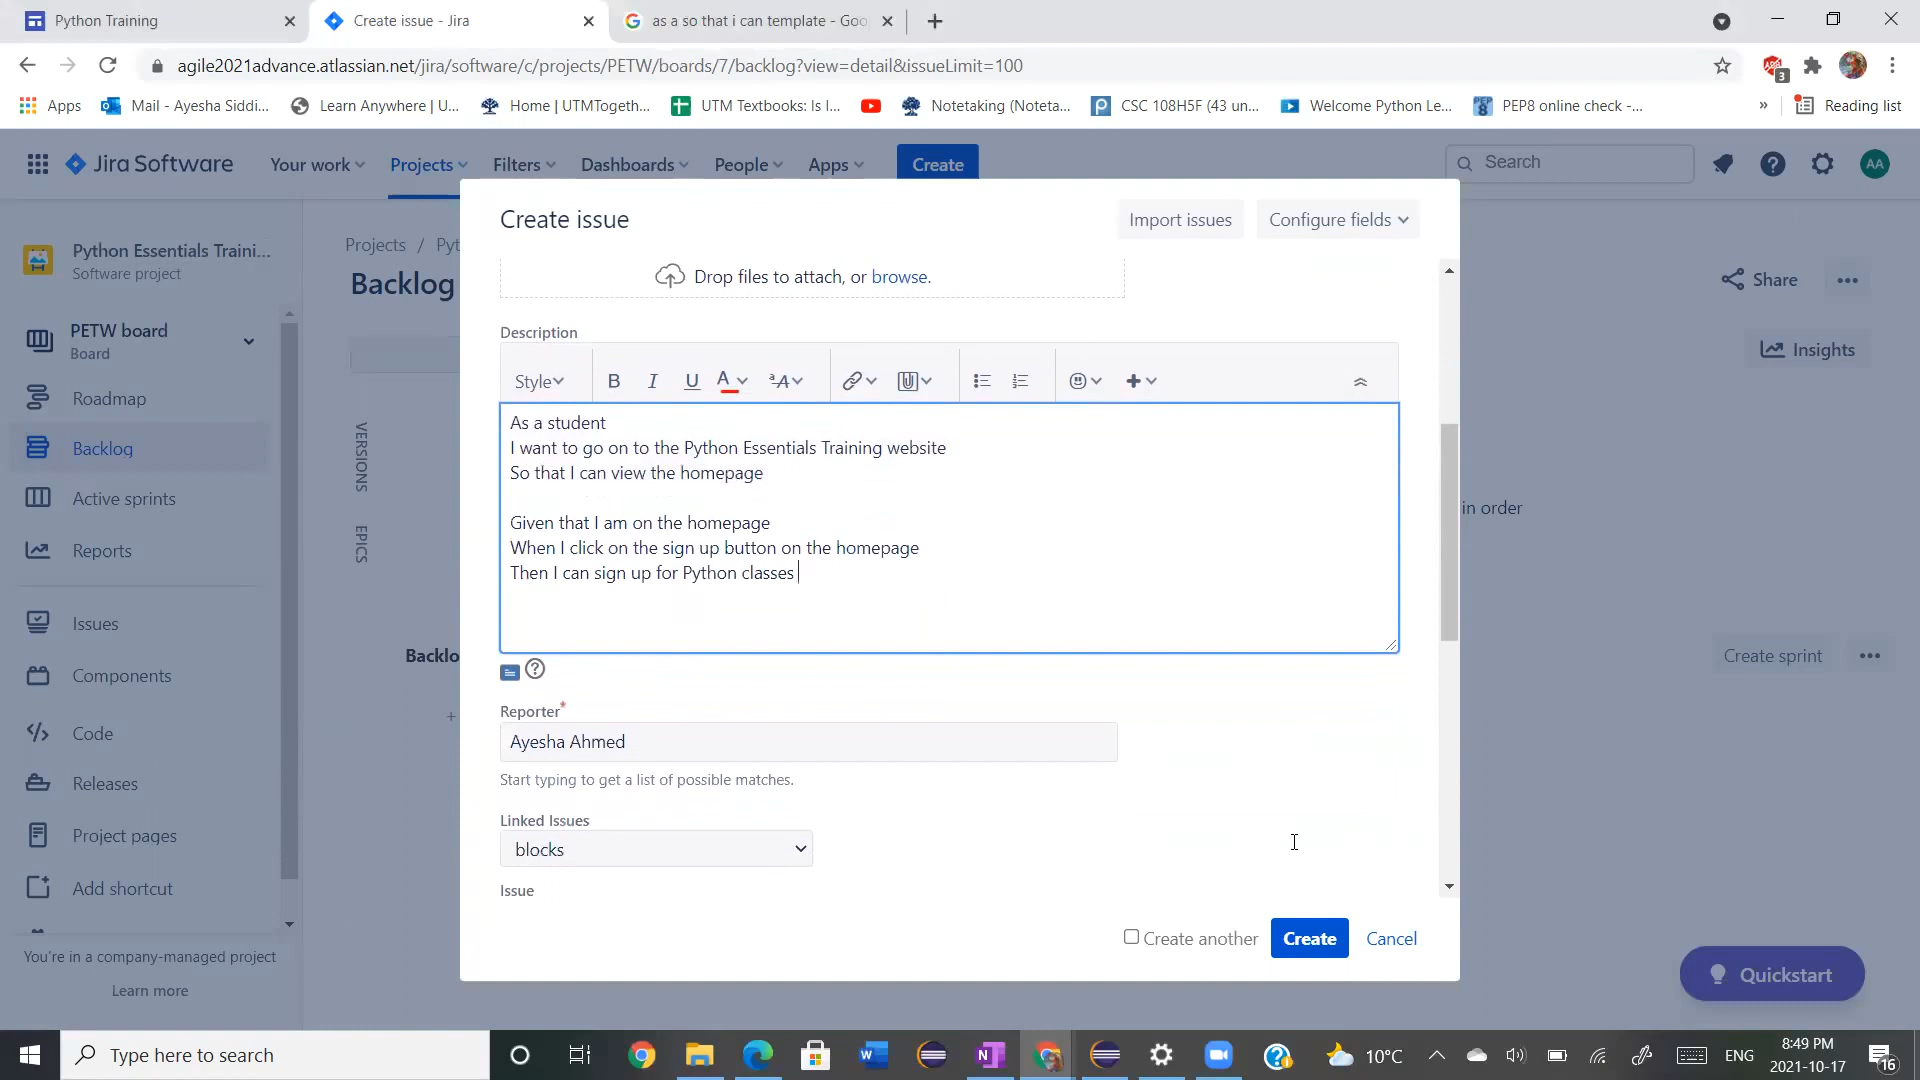 Python Training
Create issue - Jira
as a so that i can template - Goo
agile2021advance.atlassian.net/jira/software/c/projects/PETW/boards/7/backlog?view=detail&issueLimit=100
3
Apps
Mail - Ayesha Siddi...
Learn Anywhere | U...
Home | UTMTogeth...
UTM Textbooks: Is I...
Notetaking (Noteta...
CSC 108H5F (43 un...
Welcome Python Le...
PEP8 online check -...
»
Reading list
Jira Software
Your work
Projects
Filters
Dashboards
People
Apps
Create
Search
AA
Create issue
Import issues
Configure fields
Python Essentials Traini...
Software project
Projects / Pyt
Backlog
Share
Drop files to attach, or browse.
PETW board
Board
Description
Insights
Style
B I U A
Roadmap
As a student
I want to go on to the Python Essentials Training website
So that I can view the homepage
Given that I am on the homepage
When I click on the sign up button on the homepage
Then I can sign up for Python classes
VERSIONS
EPICS
Backlog
Active sprints
in order
Reports
Issues
Backlo
Create sprint
Components
Reporter*
Ayesha Ahmed
Start typing to get a list of possible matches.
Code
Releases
Linked Issues
blocks
Project pages
Issue
Add shortcut
Create another
Create
Cancel
You're in a company-managed project
Learn more
Quickstart
Type here to search
10°C
ENG
8:49 PM
2021-10-17
16